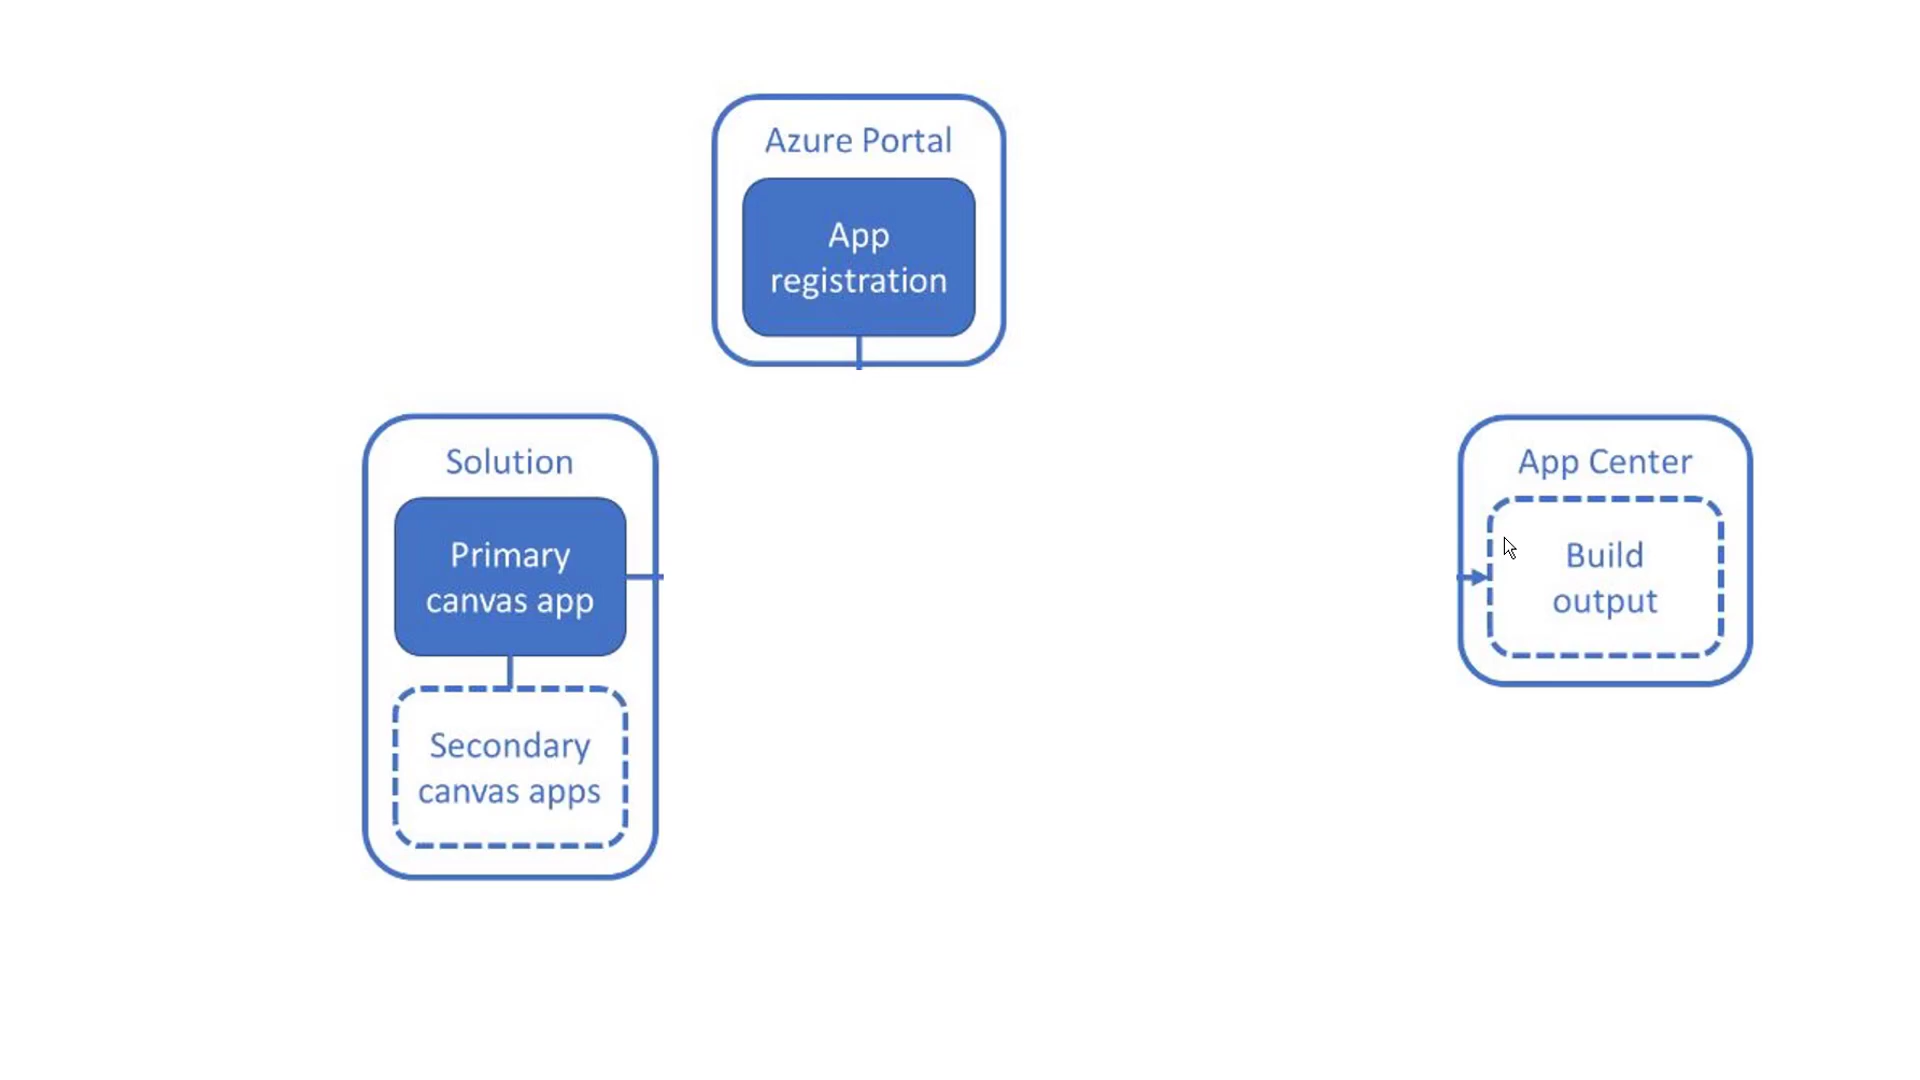 Azure Portal
App
registration
Solution
Primary
canvas app
Secondary
canvas apps
App Center
Build
output